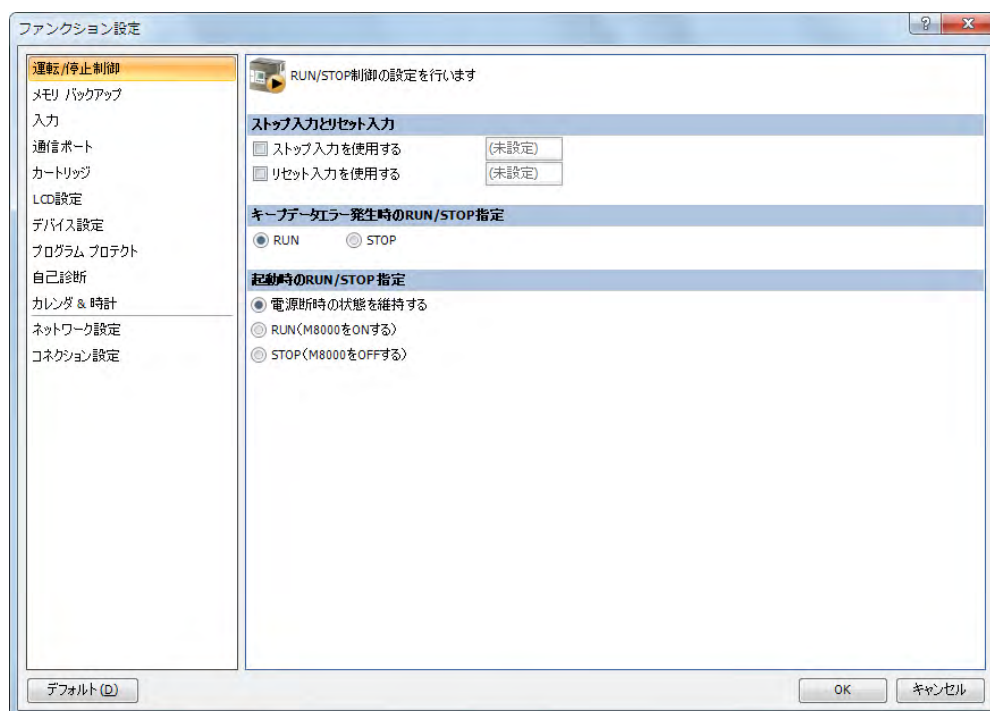 ファンクション設定
運転/停止制御
メモリ バックアップ
入力
通信ポート
カートリッジ
LCD設定
デバイス設定
プログラム プロテクト
自己診断
カレンダ & 時計
ネットワーク設定
コネクション設定
RUN/STOP制御の設定を行います
ストップ入力とリセット入力
ストップ入力を使用する (未設定)
リセット入力を使用する (未設定)
キープデータエラー発生時のRUN/STOP指定
RUN STOP
起動時のRUN/STOP指定
電源断時の状態を維持する
RUN(M8000をONする)
STOP(M8000をOFFする)
デフォルト(D) OK キャンセル